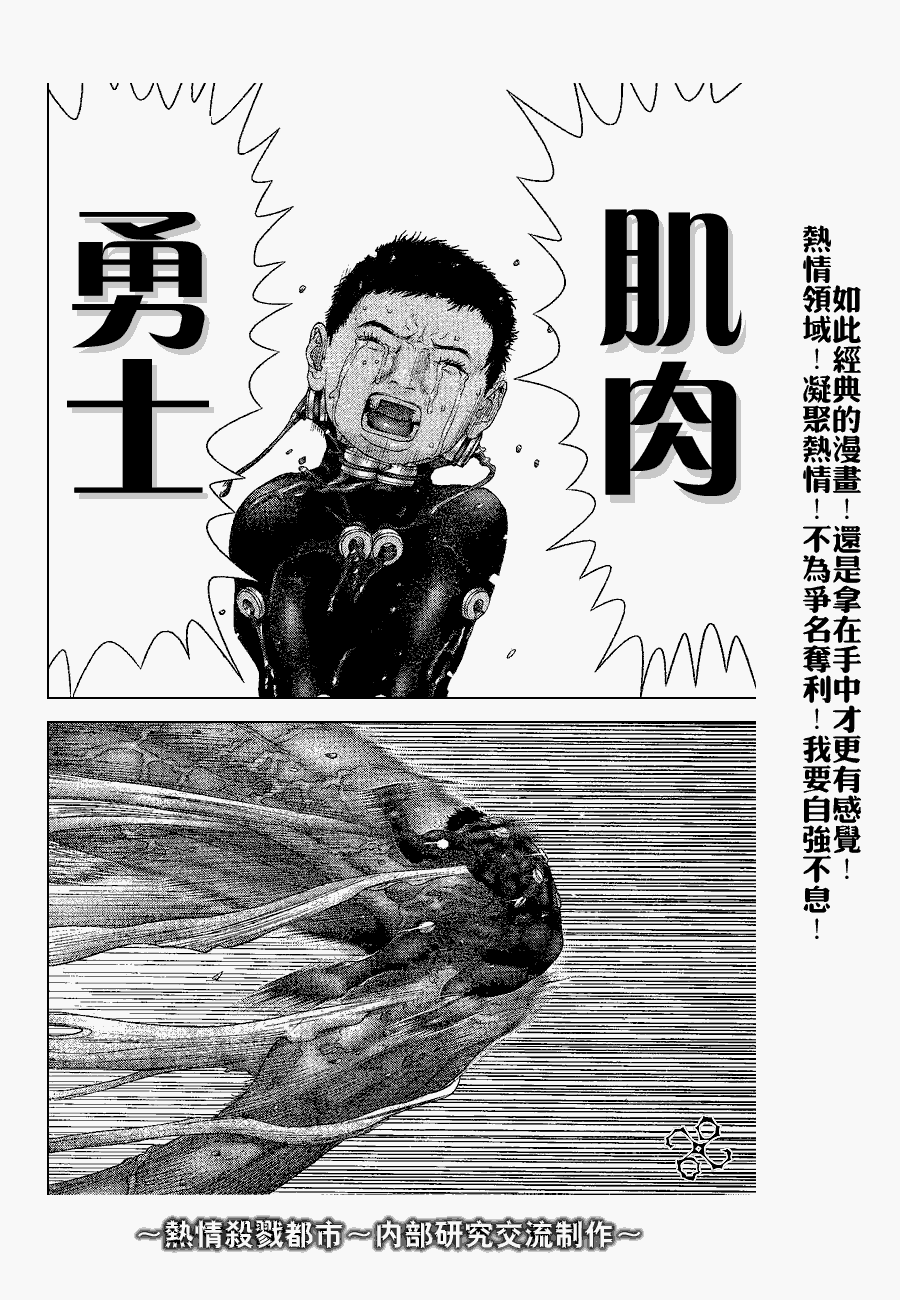 如此經典的漫畫！還是拿在手中才更有感覺！
熱情領域！凝聚熱情！不為爭名奪利！我要自強不息！
肌肉
勇士
～熱情殺戮都市～內部研究交流制作～